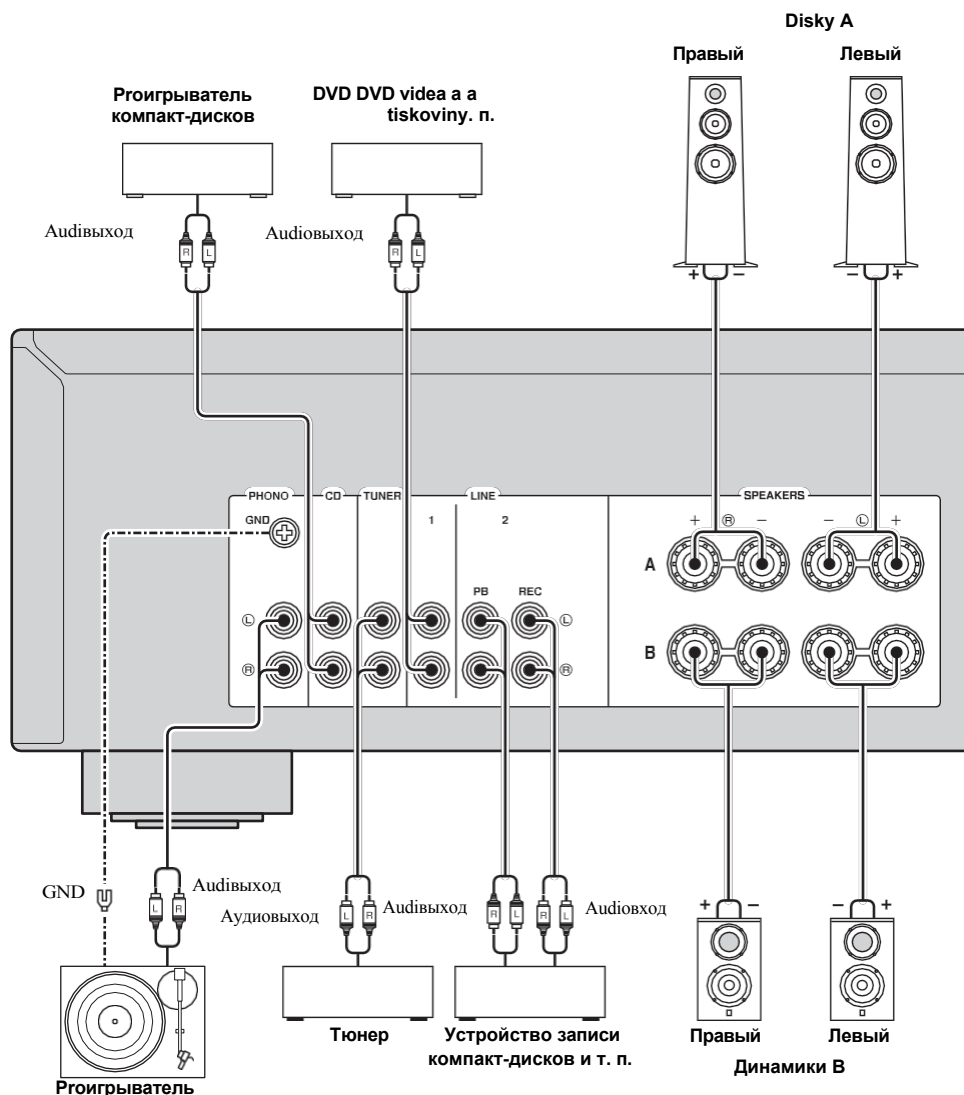 Disky A
Правый
Левый
Proигрыватель
компакт-дисков
DVD DVD videa a a
tiskoviny. п.
Audiвыход
Audioвыход
R L
R L
+ − − +
PHONO CD TUNER LINE SPEAKERS
GND 1 2 + R − − L +
A
PB REC
L L
R R
B
GND
Audiвыход
Аудиовыход
Audiвыход
Audioвход
L R
L R
R L
R L
+ − − +
Тюнер
Устройство записи
компакт-дисков и т. п.
Правый
Левый
Динамики B
Proигрыватель